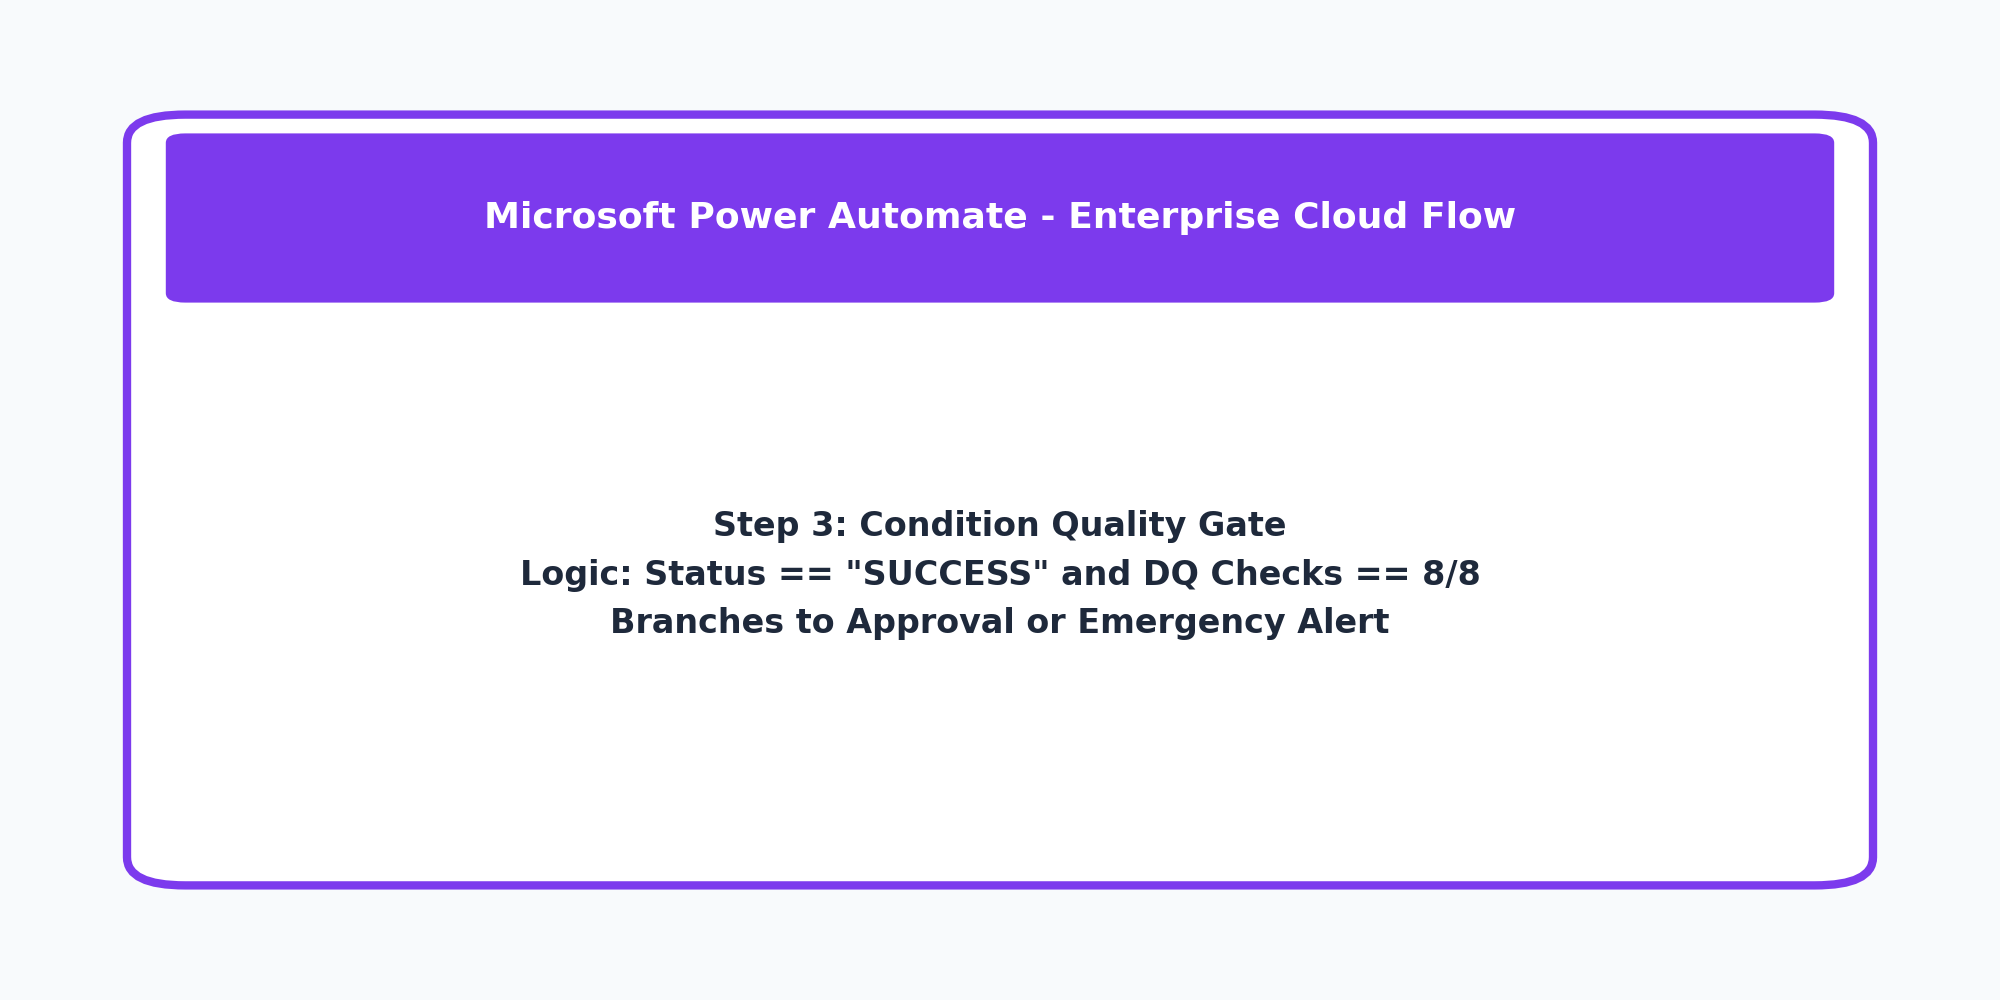 Microsoft Power Automate - Enterprise Cloud Flow
Step 3: Condition Quality Gate
Logic: Status == "SUCCESS" and DQ Checks == 8/8
Branches to Approval or Emergency Alert